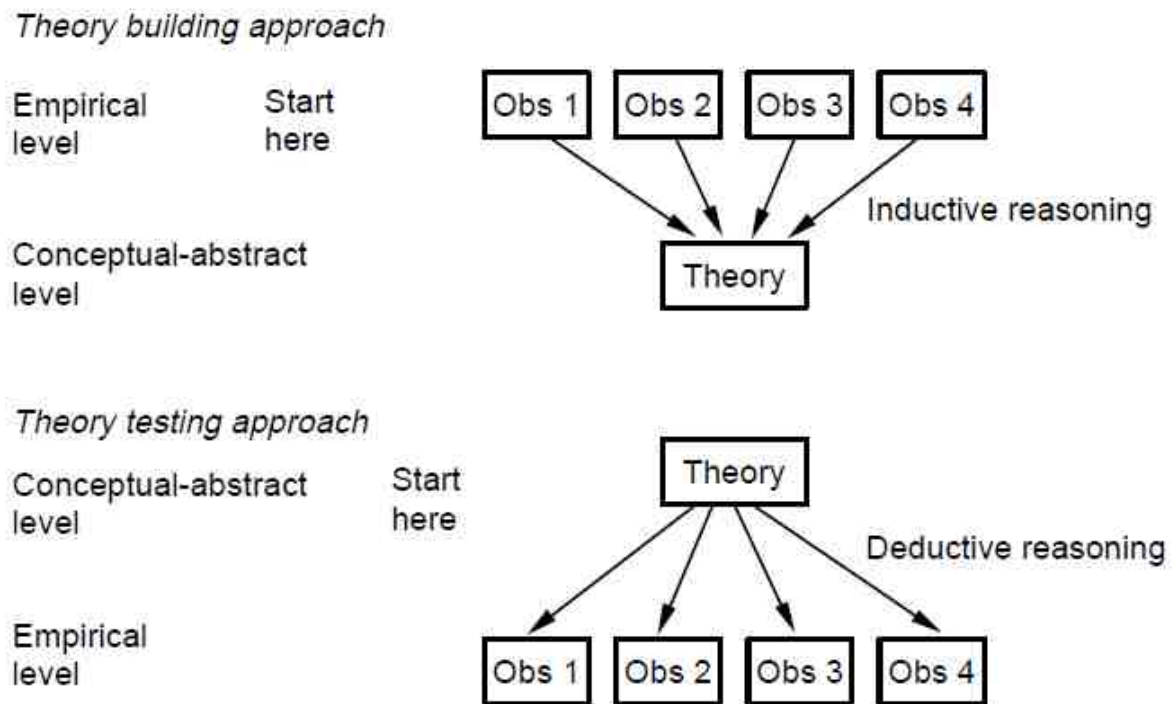 Theory building approach
Empirical
level
Start
here
Obs 1
Obs 2
Obs 3
Obs 4
Inductive reasoning
Conceptual-abstract
level
Theory
Theory testing approach
Conceptual-abstract
level
Start
here
Theory
Deductive reasoning
Empirical
level
Obs 1
Obs 2
Obs 3
Obs 4